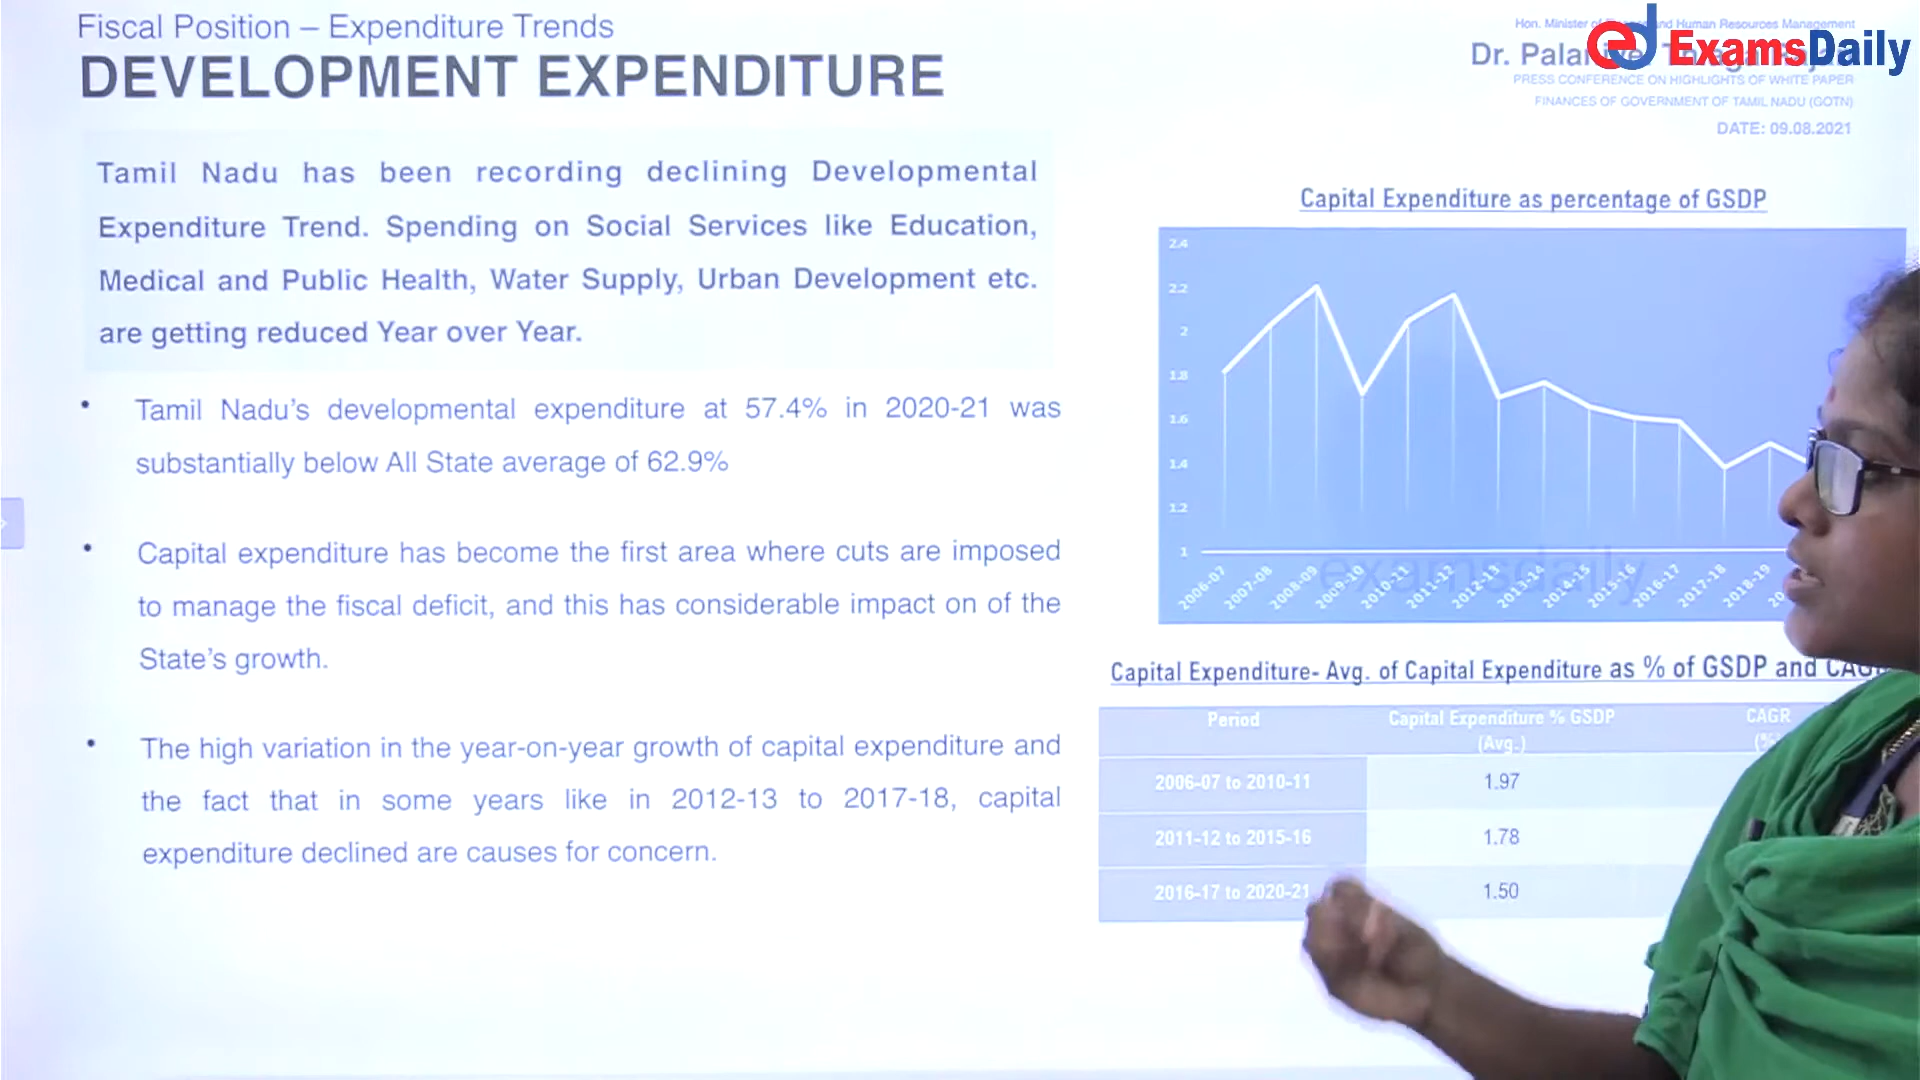 Fiscal Position – Expenditure Trends
DEVELOPMENT EXPENDITURE
Hon. Minister of and Human Resources Management
Dr. Palani
ExamsDaily
PRESS CONFERENCE ON HIGHLIGHTS OF WHITE PAPER
FINANCES OF GOVERNMENT OF TAMIL NADU (GOTN)
DATE: 09.08.2021
Tamil Nadu has been recording declining Developmental
Expenditure Trend. Spending on Social Services like Education,
Medical and Public Health, Water Supply, Urban Development etc.
are getting reduced Year over Year.
• Tamil Nadu's developmental expenditure at 57.4% in 2020-21 was
substantially below All State average of 62.9%
• Capital expenditure has become the first area where cuts are imposed
to manage the fiscal deficit, and this has considerable impact on of the
State's growth.
• The high variation in the year-on-year growth of capital expenditure and
the fact that in some years like in 2012-13 to 2017-18, capital
expenditure declined are causes for concern.
Capital Expenditure as percentage of GSDP
2.4
2.2
2
1.8
1.6
1.4
1.2
1
2006-07 2007-08 2008-09 2009-10 2010-11 2011-12 2012-13 2013-14 2014-15 2015-16 2016-17 2017-18 2018-19 20
examsdaily
Capital Expenditure- Avg. of Capital Expenditure as % of GSDP and CAG
Period Capital Expenditure % GSDP CAGR
(Avg.) (%
2006-07 to 2010-11 1.97
2011-12 to 2015-16 1.78
2016-17 to 2020-21 1.50